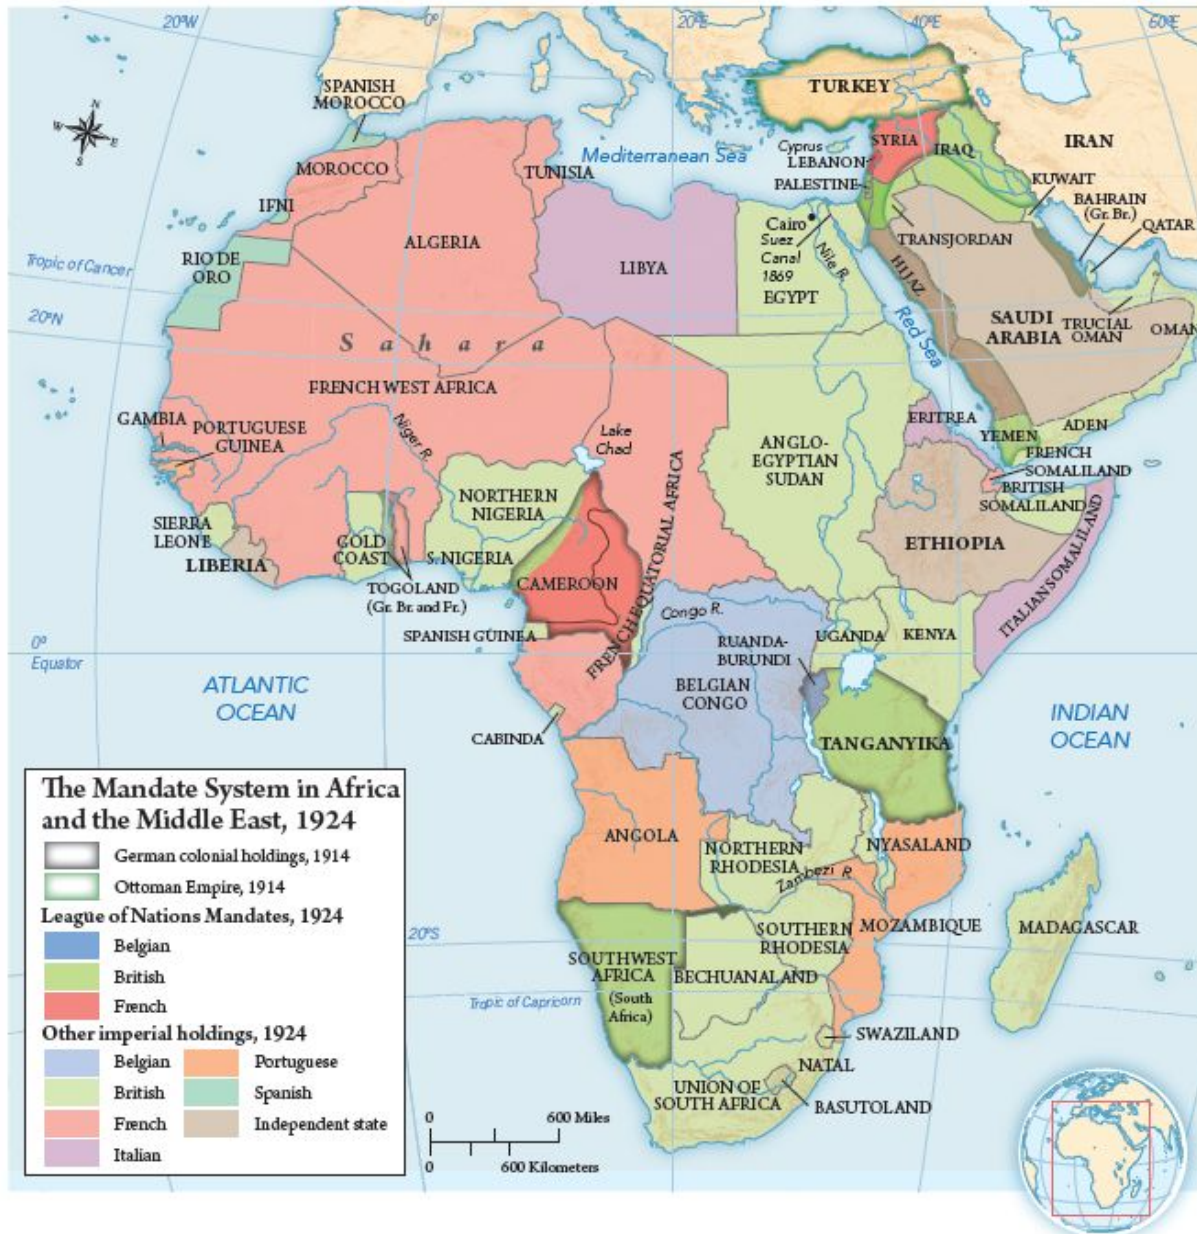 20°W
0°
20°E
40°E
60°E
N
W
E
S
SPANISH
MOROCCO
TURKEY
MOROCCO
TUNISIA
Mediterranean Sea
Cyprus
SYRIA
LEBANON
IRAQ
IRAN
PALESTINE
KUWAIT
BAHRAIN
(Gr. Br.)
QATAR
IFNI
ALGERIA
Cairo
Suez
Canal
1869
Nile R.
TRANSJORDAN
Tropic of Cancer
RIO DE
ORO
LIBYA
EGYPT
HIJAZ
20°N
Sahara
Red Sea
SAUDI
ARABIA
TRUCIAL
OMAN
OMAN
FRENCH WEST AFRICA
GAMBIA
PORTUGUESE
GUINEA
Niger R.
Lake
Chad
ANGLO-
EGYPTIAN
SUDAN
ERITREA
YEMEN
ADEN
FRENCH
SOMALILAND
BRITISH
SOMALILAND
NORTHERN
NIGERIA
SIERRA
LEONE
LIBERIA
GOLD
COAST
S.NIGERIA
TOGOLAND
(Gr. Br. and Fr.)
CAMEROON
FRENCH EQUATORIAL AFRICA
ETHIOPIA
ITALIAN SOMALILAND
SPANISH GUINEA
Congo R.
RUANDA-
BURUNDI
UGANDA
KENYA
0°
Equator
ATLANTIC
OCEAN
BELGIAN
CONGO
CABINDA
TANGANYIKA
INDIAN
OCEAN
ANGOLA
NORTHERN
RHODESIA
NYASALAND
Zambezi R.
20°S
SOUTHERN
RHODESIA
MOZAMBIQUE
MADAGASCAR
SOUTHWEST
AFRICA
(South
Africa)
BECHUANALAND
Tropic of Capricorn
SWAZILAND
NATAL
UNION OF
SOUTH AFRICA
BASUTOLAND
The Mandate System in Africa
and the Middle East, 1924
German colonial holdings, 1914
Ottoman Empire, 1914
League of Nations Mandates, 1924
Belgian
British
French
Other imperial holdings, 1924
Belgian
Portuguese
British
Spanish
French
Independent state
Italian
0
600 Miles
0
600 Kilometers